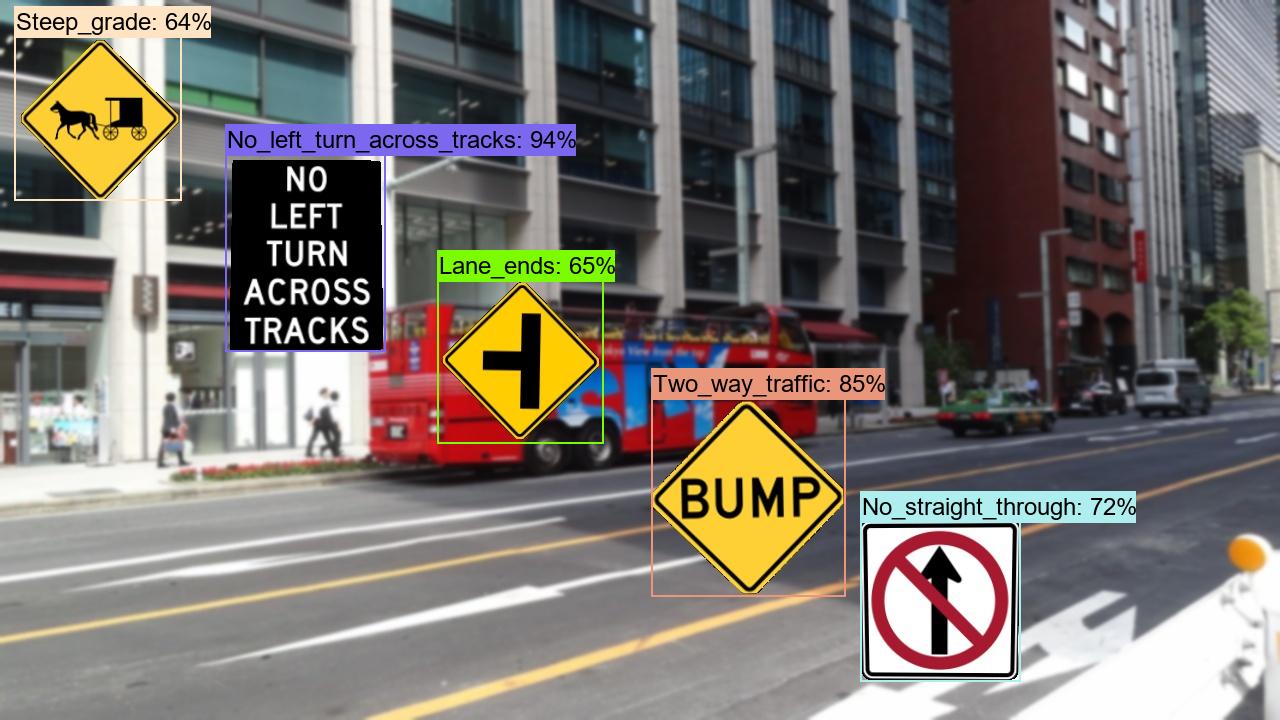 Steep_grade: 64%
No_left_turn_across_tracks: 94%
NO
LEFT
TURN
ACROSS
TRACKS
Lane_ends: 65%
Two_way_traffic: 85%
BUMP
No_straight_through: 72%